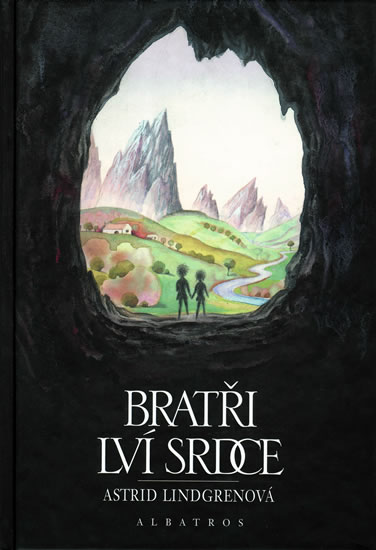 BRATŘI
LVÍ SRDCE
ASTRID LINDGRENOVÁ
ALBATROS